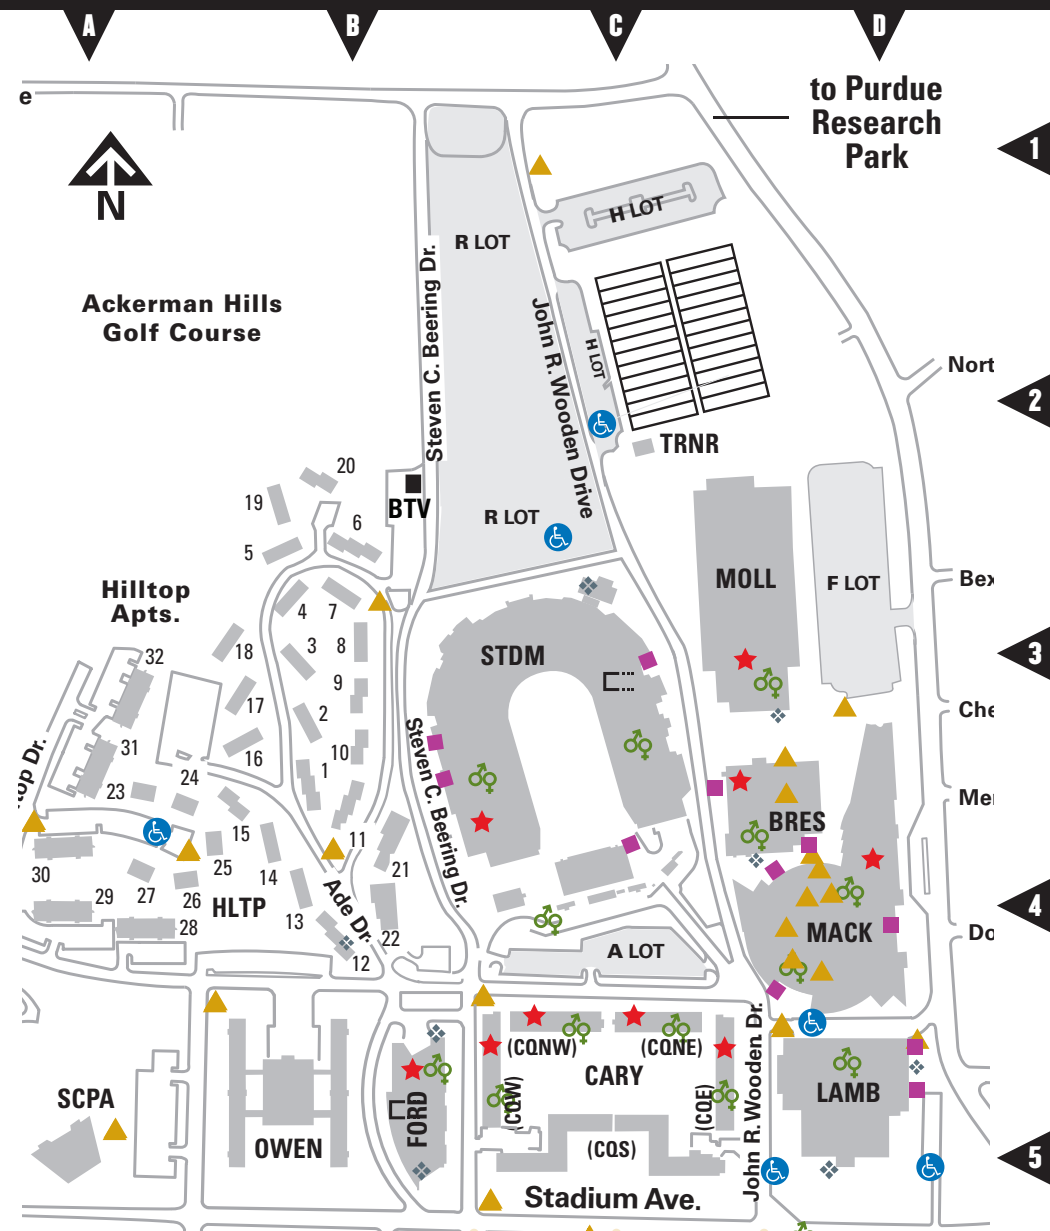 A
B
C
D
e
to Purdue
Research
Park
1
N
H LOT
R LOT
Ackerman Hills
Golf Course
Steven C. Beering Dr.
John R. Wooden Drive
H LOT
Nort
2
TRNR
20
19
BTV
6
R LOT
5
MOLL
F LOT
Bex
Hilltop
Apts.
4
7
3
8
18
32
STDM
3
9
17
2
Che
31
16
10
top Dr.
24
1
Steven C. Beering Dr.
23
Mer
15
BRES
11
30
25
14
21
29
27
26
HLTP
13
Ade Dr.
4
28
22
12
MACK
Do
A LOT
(CQNW)
(CQNE)
CARY
John R. Wooden Dr.
SCPA
(CQW)
(CQE)
LAMB
FORD
OWEN
(CQS)
5
Stadium Ave.